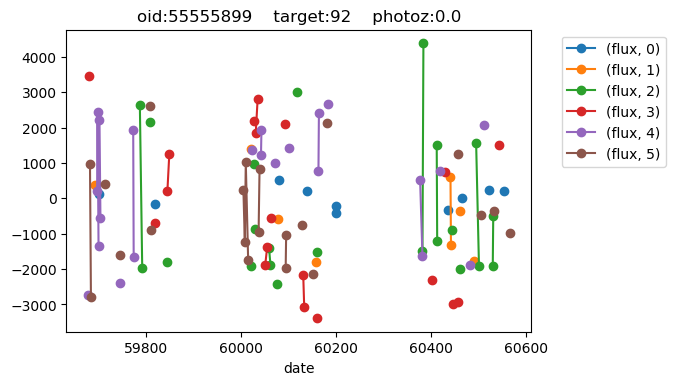 oid:55555899    target:92    photoz:0.0
4000
3000
2000
1000
0
−1000
−2000
−3000
59800
60000
60200
60400
60600
date
(flux, 0)
(flux, 1)
(flux, 2)
(flux, 3)
(flux, 4)
(flux, 5)